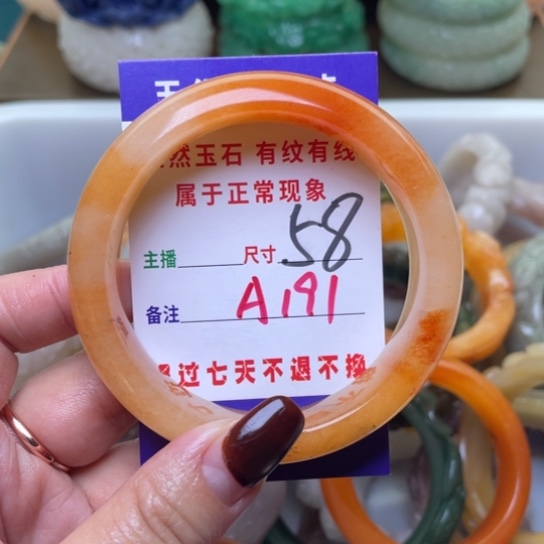 然玉石 有纹有线
属于正常现象
主播 尺寸 58
备注 A191
过七天不退不换